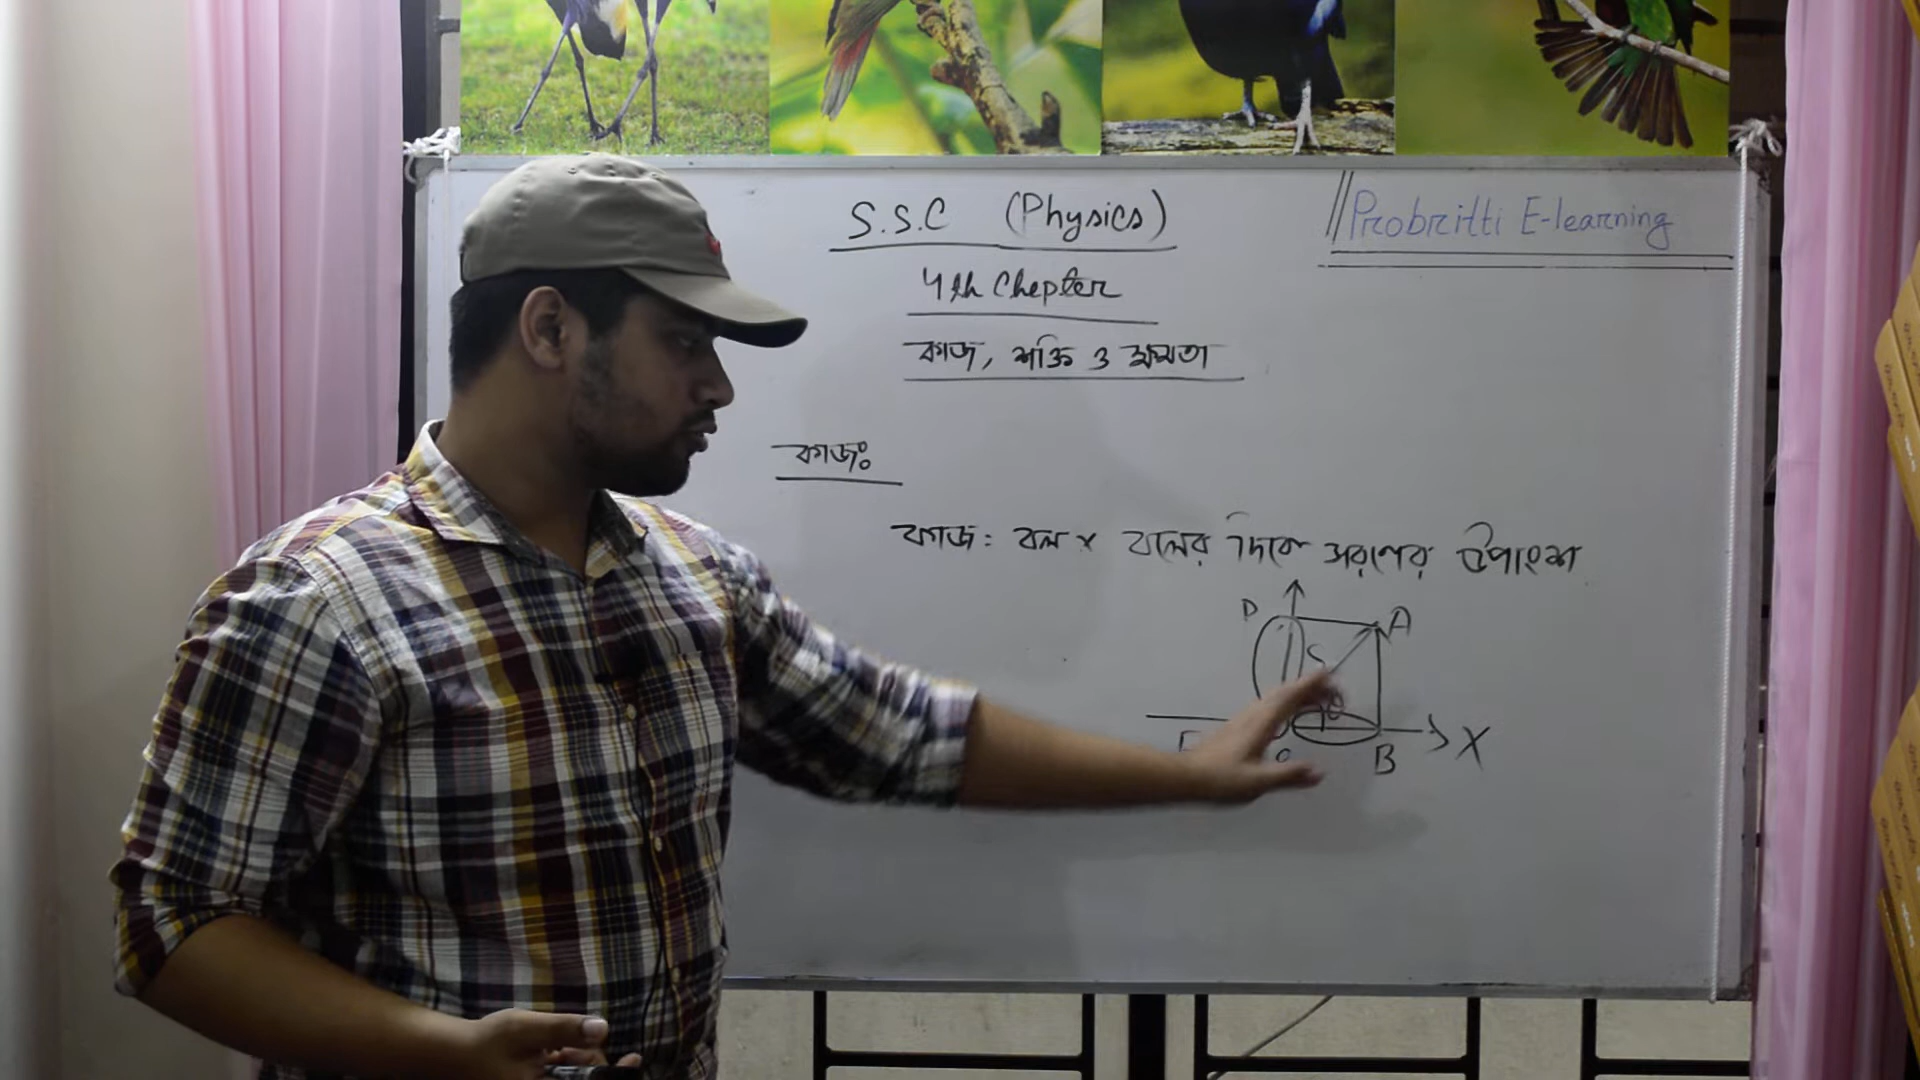 S.S.C (Physics)
Probritti E-learning
4th Chepter
কাজ, শক্তি ও ক্ষমতা
কাজঃ
কাজ = বল × বলের দিকে সরণের উপাংশ
D A
S
θ
F O B X